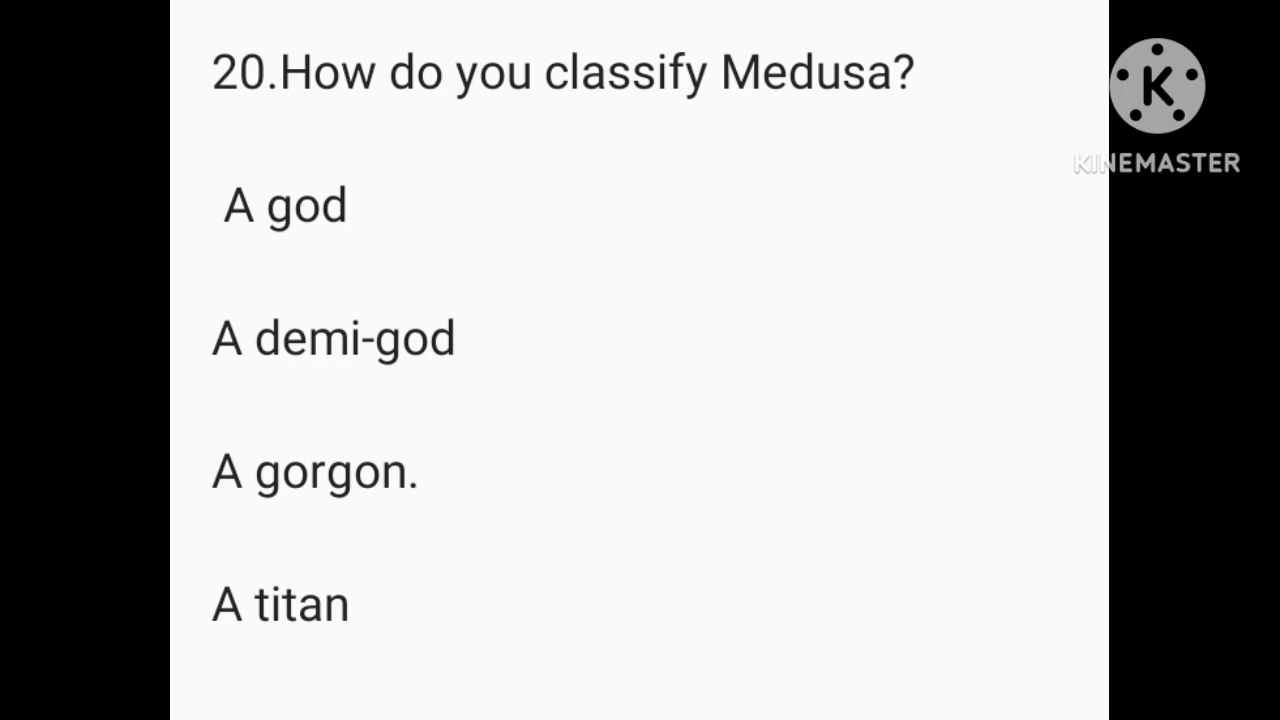 20.How do you classify Medusa?
K
KINEMASTER
A god
A demi-god
A gorgon.
A titan